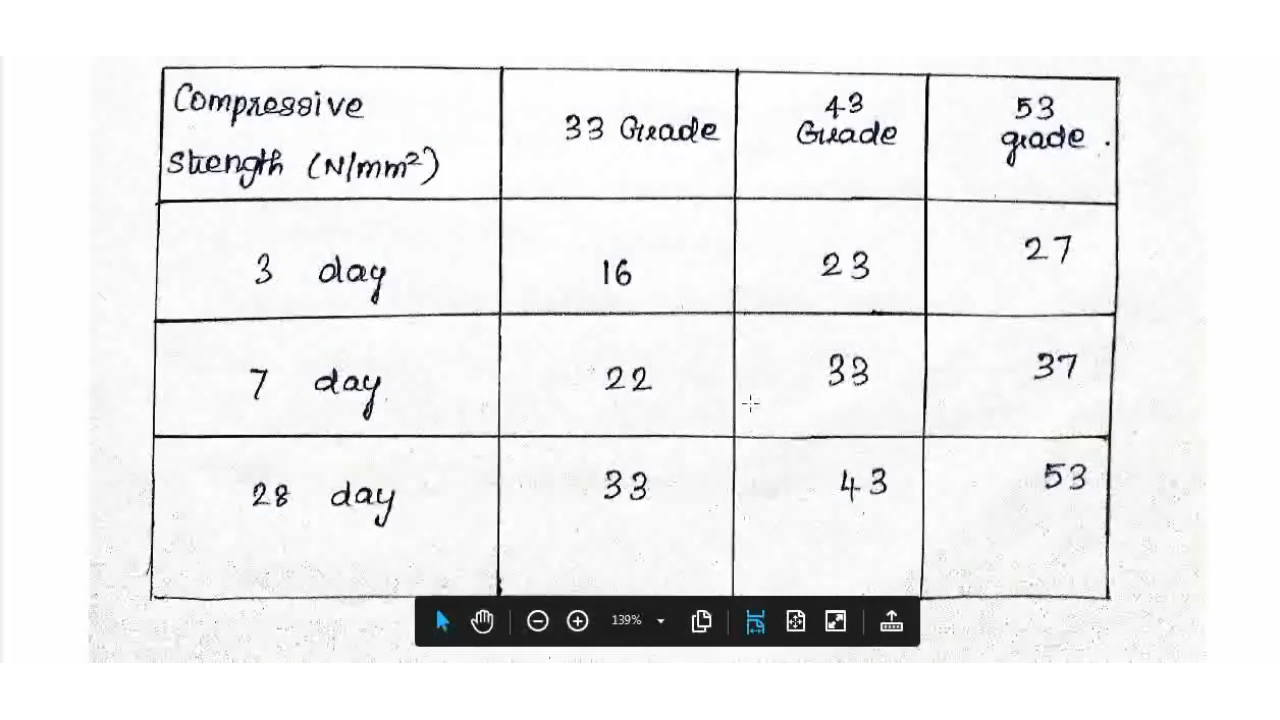 Compressive
strength (N/mm²)
33 Grade
43
Grade
53
grade.
3 day
16
23
27
7 day
22
33
37
28 day
33
43
53
139%